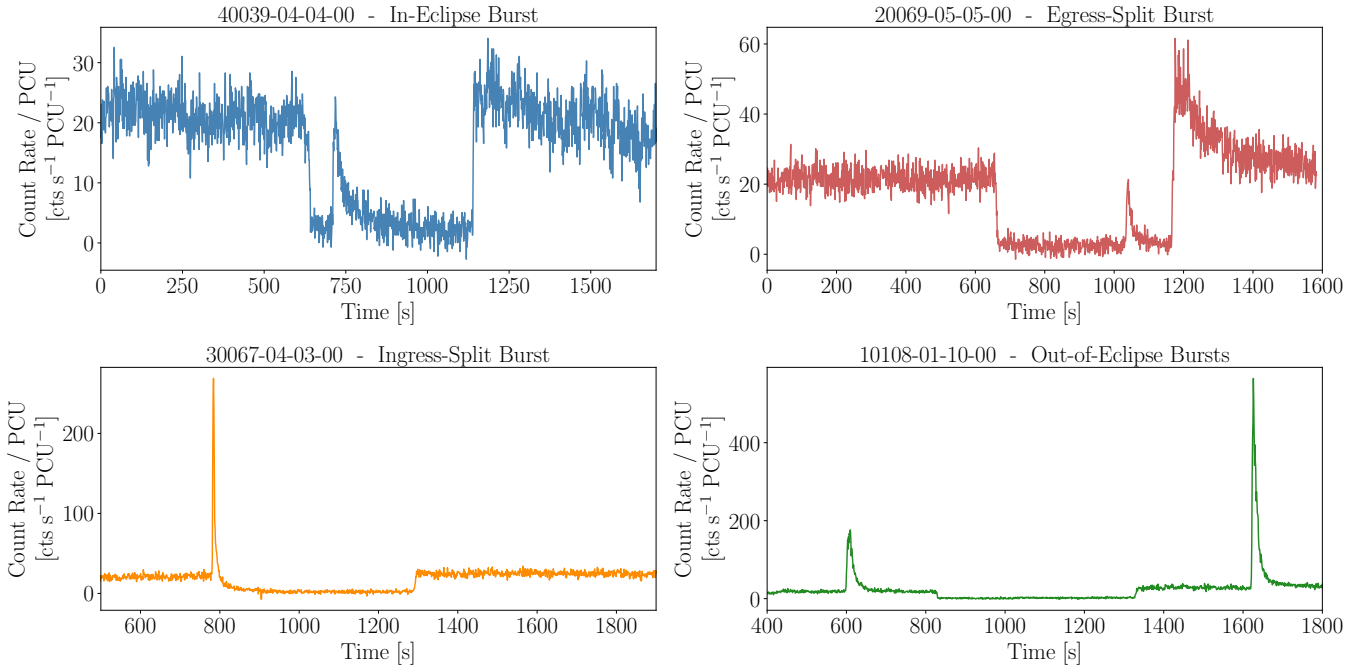 40039-04-04-00 - In-Eclipse Burst
Count Rate / PCU
[cts s⁻¹ PCU⁻¹]
30
20
10
0
0 250 500 750 1000 1250 1500
Time [s]
20069-05-05-00 - Egress-Split Burst
Count Rate / PCU
[cts s⁻¹ PCU⁻¹]
60
40
20
0
0 200 400 600 800 1000 1200 1400 1600
Time [s]
30067-04-03-00 - Ingress-Split Burst
Count Rate / PCU
[cts s⁻¹ PCU⁻¹]
200
100
0
600 800 1000 1200 1400 1600 1800
Time [s]
10108-01-10-00 - Out-of-Eclipse Bursts
Count Rate / PCU
[cts s⁻¹ PCU⁻¹]
400
200
0
400 600 800 1000 1200 1400 1600 1800
Time [s]